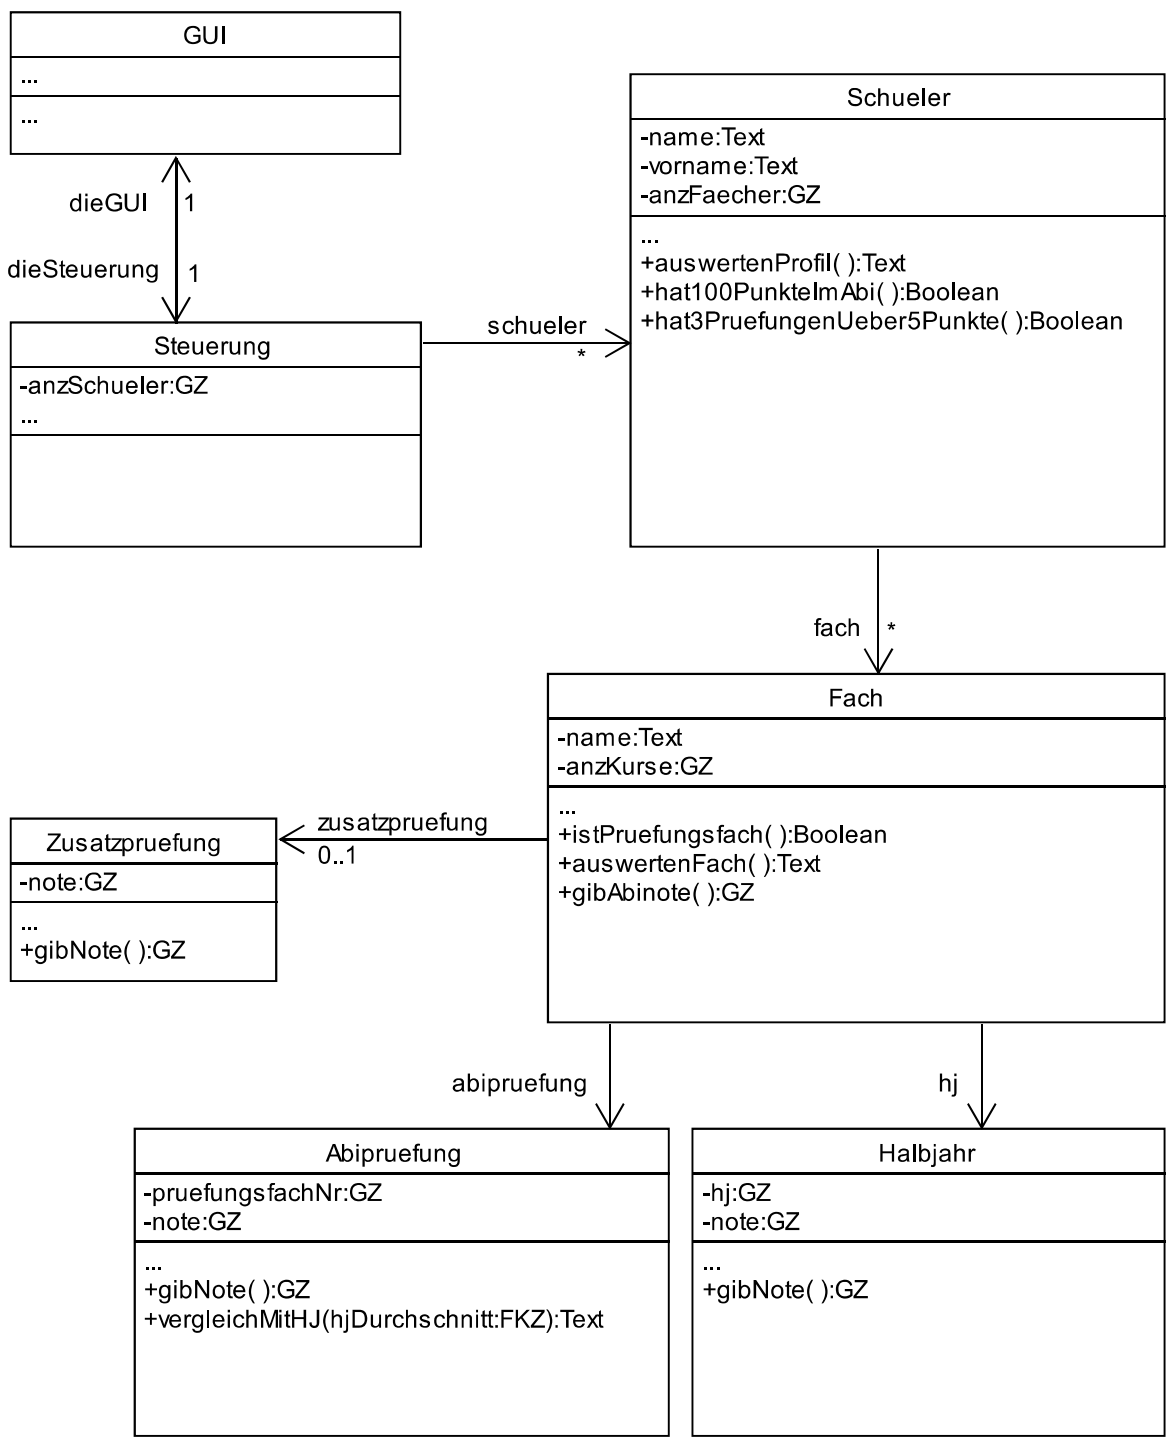 GUI
...
...
dieGUI
1
dieSteuerung
1
Steuerung
-anzSchueler:GZ
...
schueler
*
Schueler
-name:Text
-vorname:Text
-anzFaecher:GZ
...
+auswertenProfil( ):Text
+hat100PunkteImAbi( ):Boolean
+hat3PruefungenUeber5Punkte( ):Boolean
fach
*
Fach
-name:Text
-anzKurse:GZ
...
+istPruefungsfach( ):Boolean
+auswertenFach( ):Text
+gibAbinote( ):GZ
zusatzpruefung
0..1
Zusatzpruefung
-note:GZ
...
+gibNote( ):GZ
abipruefung
hj
Abipruefung
-pruefungsfachNr:GZ
-note:GZ
...
+gibNote( ):GZ
+vergleichMitHJ(hjDurchschnitt:FKZ):Text
Halbjahr
-hj:GZ
-note:GZ
...
+gibNote( ):GZ